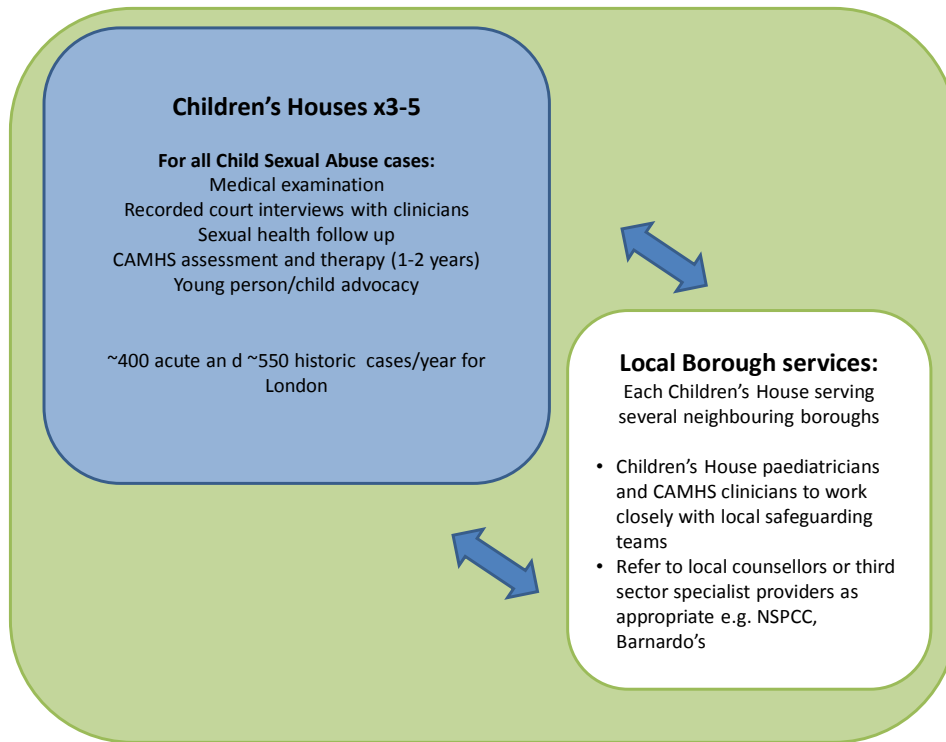 Children’s Houses x3-5
For all Child Sexual Abuse cases:
Medical examination
Recorded court interviews with clinicians
Sexual health follow up
CAMHS assessment and therapy (1-2 years)
Young person/child advocacy
~400 acute an d ~550 historic cases/year for
London
Local Borough services:
Each Children’s House serving
several neighbouring boroughs
• Children’s House paediatricians
and CAMHS clinicians to work
closely with local safeguarding
teams
• Refer to local counsellors or third
sector specialist providers as
appropriate e.g. NSPCC,
Barnardo’s